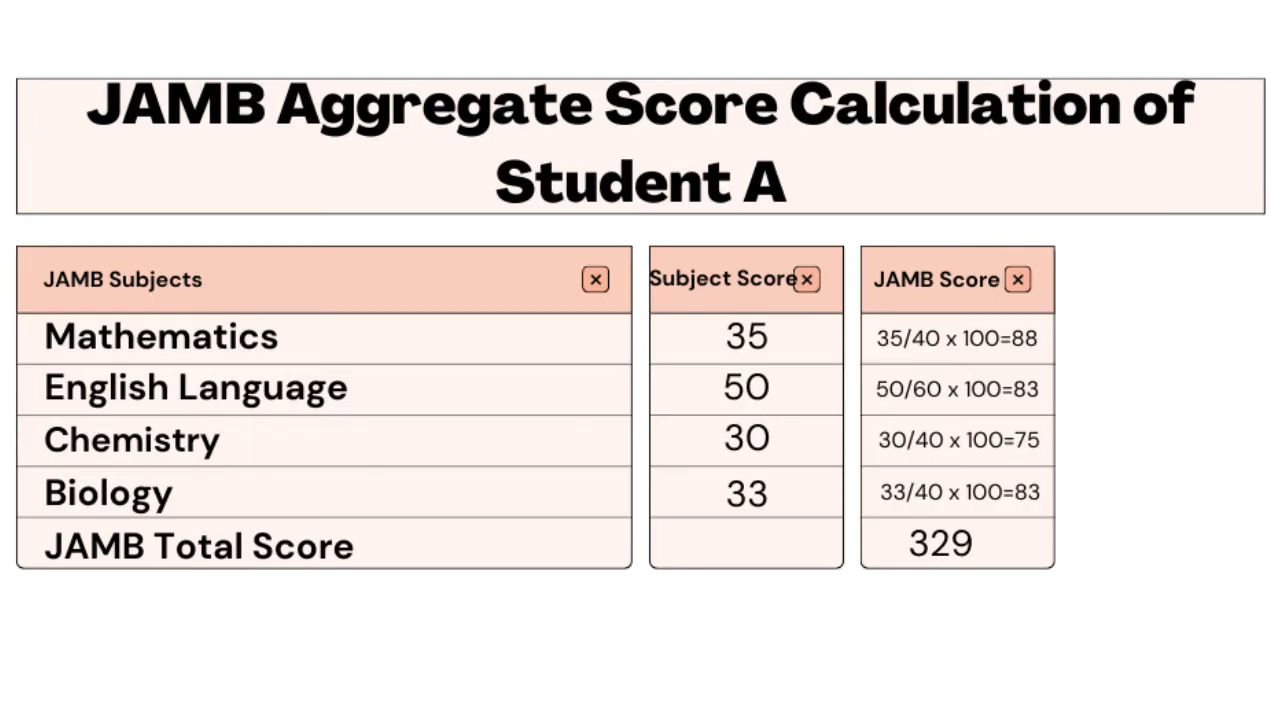 JAMB Aggregate Score Calculation of
Student A
JAMB Subjects Subject Score JAMB Score
Mathematics 35 35/40 x 100=88
English Language 50 50/60 x 100=83
Chemistry 30 30/40 x 100=75
Biology 33 33/40 x 100=83
JAMB Total Score 329